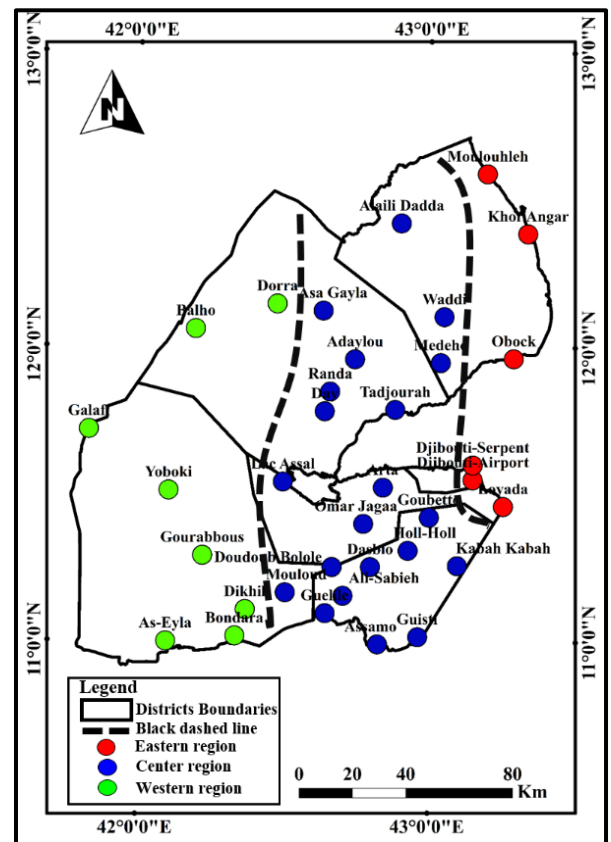 42°0'0"E
43°0'0"E
13°0'0"N
13°0'0"N
N
Moulouhleh
Khor Angar
Assaili Dadda
Dorra
Asa Gayla
Waddi
Balho
12°0'0"N
12°0'0"N
Adaylou
Medeho
Obock
Randa
Day
Tadjourah
Galafi
Djibouti-Serpent
Djibouti-Airport
Lac Assal
Yoboki
Arta
Loyada
Omar Jagaa
Goubetto
Gourabbous
Holl-Holl
Doudoub Bolole
Dasbio
Kabah Kabah
Mouloud
Ali-Sabieh
Dikhil
Guelile
11°0'0"N
11°0'0"N
As-Eyla
Bondara
Assamo
Guisti
Legend
Districts Boundaries
Black dashed line
Eastern region
Center region
Western region
0 20 40 60 80
Km
42°0'0"E
43°0'0"E